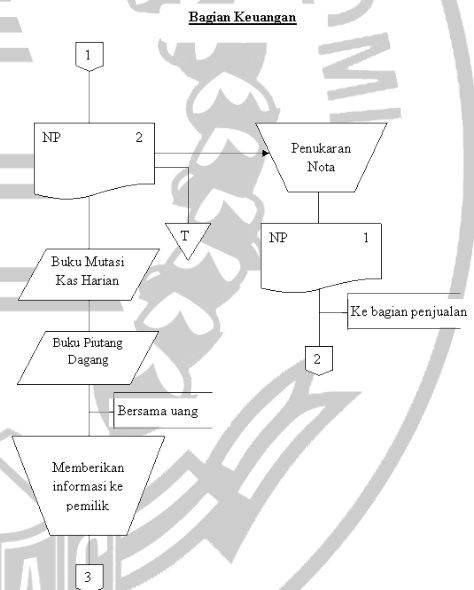 Bagian Keuangan
1
NP 2
Penukaran
Nota
T
NP 1
Buku Mutasi
Kas Harian
Ke bagian penjualan
Buku Piutang
Dagang
2
Bersama uang
Memberikan
informasi ke
pemilik
3